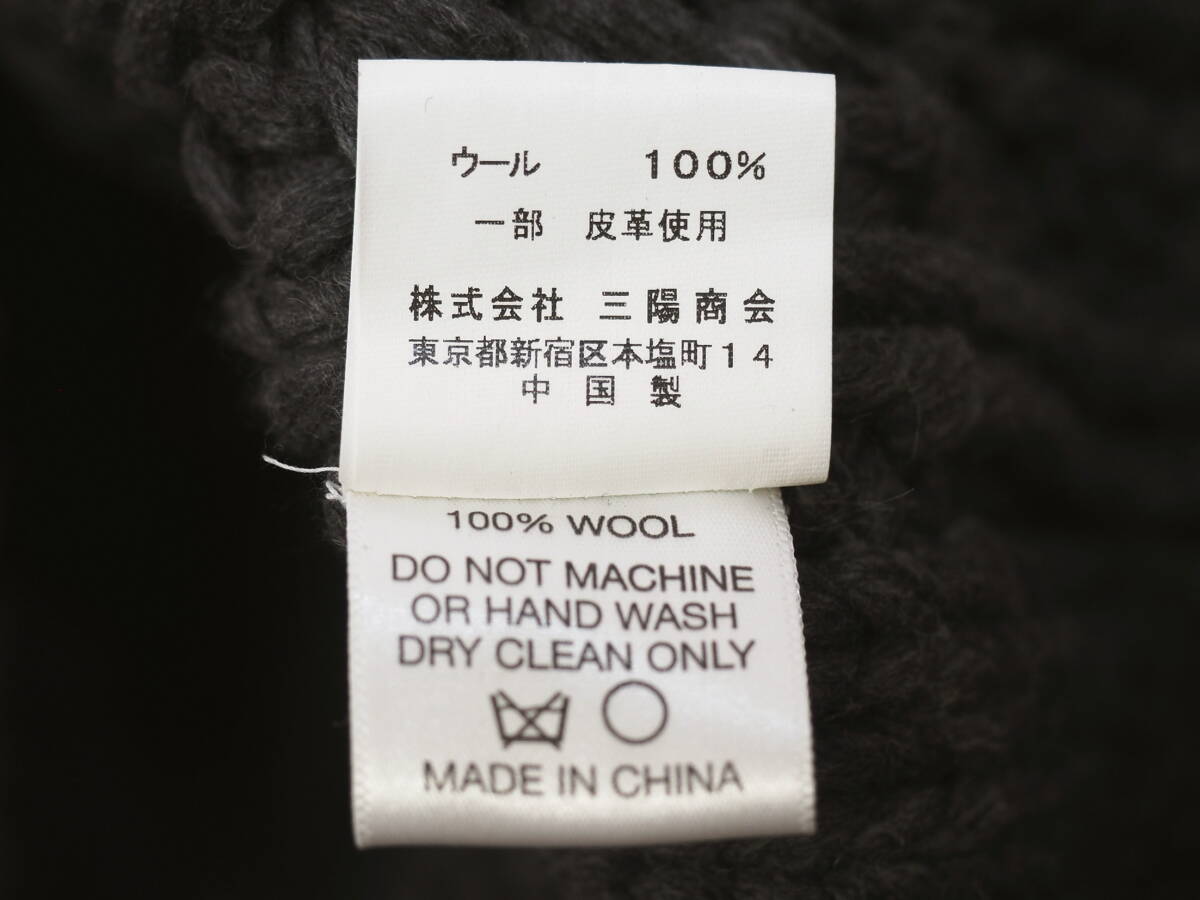 ウール 100%
一部 皮革使用
株式会社 三陽商会
東京都新宿区本塩町14
中国製
100% WOOL
DO NOT MACHINE
OR HAND WASH
DRY CLEAN ONLY
MADE IN CHINA